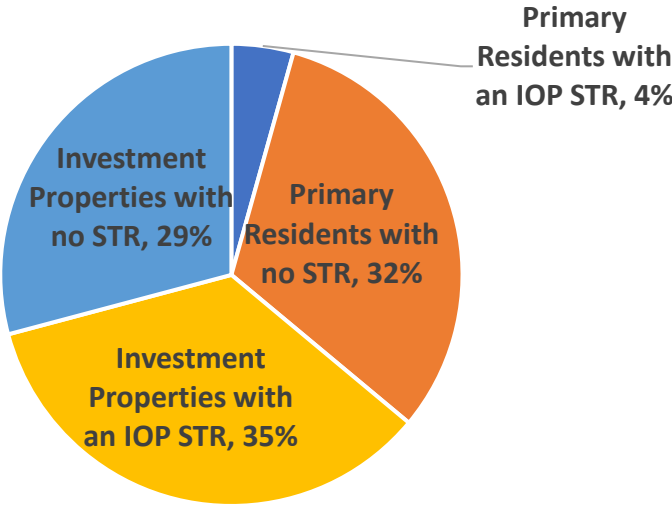 Primary
Residents with
an IOP STR, 4%
Investment
Properties with
no STR, 29%
Primary
Residents with
no STR, 32%
Investment
Properties with
an IOP STR, 35%